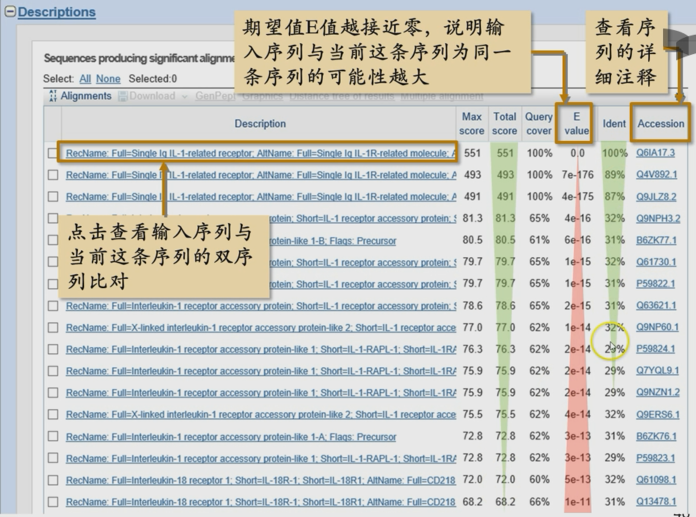 Descriptions
期望值E值越接近零，说明输
入序列与当前这条序列为同一
条序列的可能性越大
查看序
列的详
细注释
Sequences producing significant alignme
Select: All None Selected:0
Alignments Download GenPept Graphics Distance tree of results Multiple alignment
Description Max score Total score Query cover E value Ident Accession
RecName: Full=Single Ig IL-1-related receptor; AltName: Full=Single Ig IL-1R-related molecule; A 551 551 100% 0.0 100% Q6IA17.3
RecName: Full=Single Ig IL-1-related receptor; AltName: Full=Single Ig IL-1R-related molecule; A 493 493 100% 7e-176 89% Q4V892.1
RecName: Full=Single Ig IL-1-related receptor; AltName: Full=Single Ig IL-1R-related molecule; A 491 491 100% 4e-175 87% Q9JLZ8.2
rotein; Short=IL-1 receptor accessory protein; S 81.3 81.3 65% 4e-16 32% Q9NPH3.2
rotein-like 1-B; Flags: Precursor 80.5 80.5 61% 6e-16 31% B6ZK77.1
rotein; Short=IL-1 receptor accessory protein; S 79.7 79.7 65% 1e-15 32% Q61730.1
rotein; Short=IL-1 receptor accessory protein; S 79.7 79.7 65% 1e-15 31% P59822.1
点击查看输入序列与
当前这条序列的双序
列比对
RecName: Full=Interleukin-1 receptor accessory protein; Short=IL-1 receptor accessory protein; S 78.6 78.6 65% 2e-15 31% Q63621.1
RecName: Full=X-linked interleukin-1 receptor accessory protein-like 2; Short=IL-1 receptor acces 77.0 77.0 62% 1e-14 32% Q9NP60.1
RecName: Full=Interleukin-1 receptor accessory protein-like 1; Short=IL-1-RAPL-1; Short=IL-1RA 76.3 76.3 62% 2e-14 29% P59824.1
RecName: Full=Interleukin-1 receptor accessory protein-like 1; Short=IL-1-RAPL-1; Short=IL-1RA 75.9 75.9 62% 2e-14 29% Q7YQL9.1
RecName: Full=Interleukin-1 receptor accessory protein-like 1; Short=IL-1-RAPL-1; Short=IL-1RA 75.9 75.9 62% 2e-14 29% Q9NZN1.2
RecName: Full=X-linked interleukin-1 receptor accessory protein-like 2; Short=IL-1 receptor acce 75.5 75.5 62% 4e-14 32% Q9ERS6.1
RecName: Full=Interleukin-1 receptor accessory protein-like 1-A; Flags: Precursor 72.8 72.8 62% 3e-13 31% B6ZK76.1
RecName: Full=Interleukin-1 receptor accessory protein-like 1; Short=IL-1-RAPL-1; Short=IL-1RA 72.8 72.8 62% 3e-13 29% P59823.1
RecName: Full=Interleukin-18 receptor 1; Short=IL-18R-1; Short=IL-18R1; AltName: Full=CD218 72.0 72.0 60% 5e-13 32% Q61098.1
RecName: Full=Interleukin-18 receptor 1; Short=IL-18R-1; Short=IL-18R1; AltName: Full=CD218 68.2 68.2 66% 1e-11 31% Q13478.1